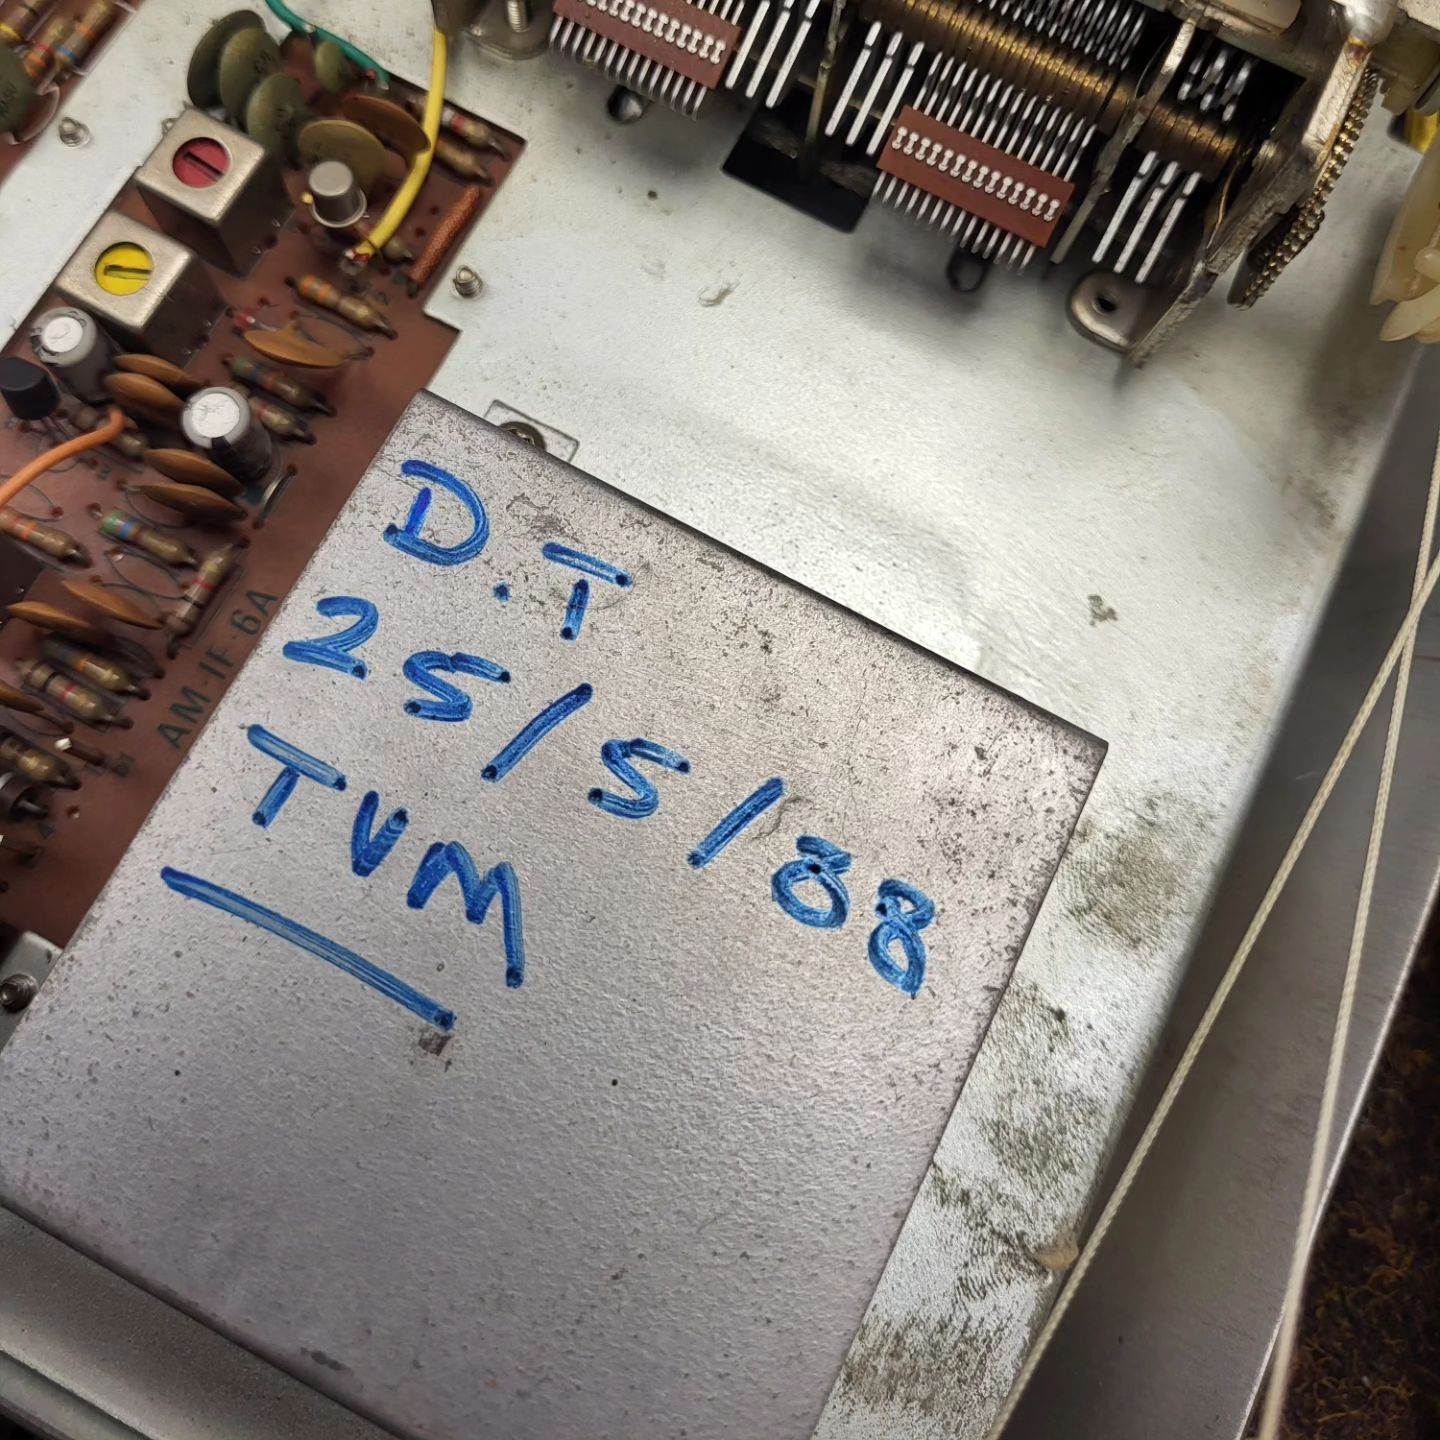 D.T
25/5/88
TVM
AM-IF-6A